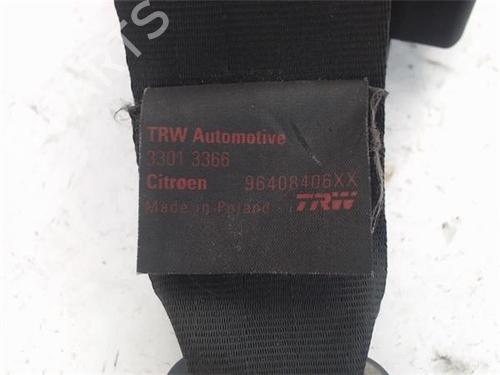 TRW Automotive
3301 3366
Citroen 96408406XX
Made in Poland TRW